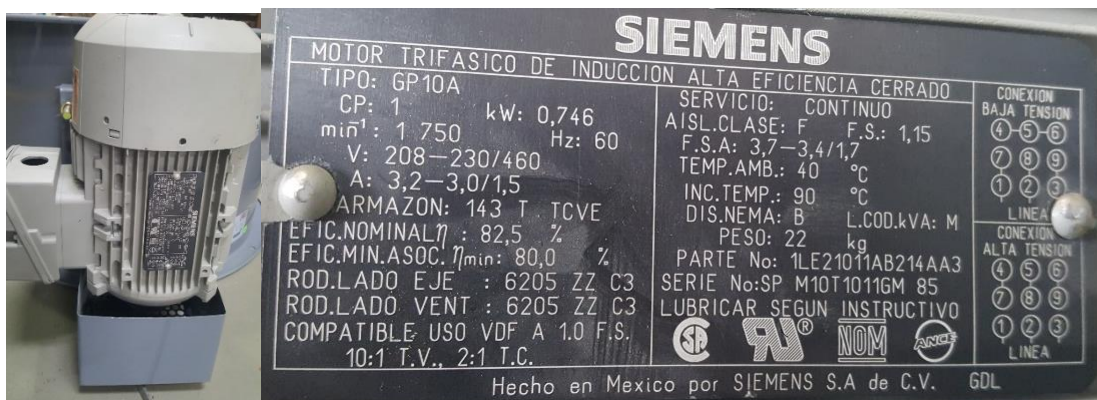 SIEMENS
MOTOR TRIFASICO DE INDUCCION ALTA EFICIENCIA CERRADO
TIPO: GP10A
CP: 1 kW: 0,746
min⁻¹: 1 750 Hz: 60
V: 208-230/460
A: 3,2-3,0/1,5
ARMAZON: 143 T TCVE
EFIC.NOMINAL η : 82,5 %
EFIC.MIN.ASOC. ηmin: 80,0 %
ROD.LADO EJE : 6205 ZZ C3
ROD.LADO VENT : 6205 ZZ C3
COMPATIBLE USO VDF A 1.0 F.S.
10:1 T.V., 2:1 T.C.
SERVICIO: CONTINUO
AISL.CLASE: F F.S.: 1,15
F.S.A: 3,7-3,4/1,7
TEMP.AMB.: 40 °C
INC.TEMP.: 90 °C
DIS.NEMA: B L.COD.kVA: M
PESO: 22 kg
PARTE No: 1LE21011AB214AA3
SERIE No:SP M10T1011GM 85
LUBRICAR SEGUN INSTRUCTIVO
SA RU ® NOM ANCE
CONEXION
BAJA TENSION
4-5-6
7 8 9
1 2 3
LINEA
CONEXION
ALTA TENSION
4 5 6
7 8 9
1 2 3
LINEA
Hecho en Mexico por SIEMENS S.A de C.V. GDL
SIEMENS